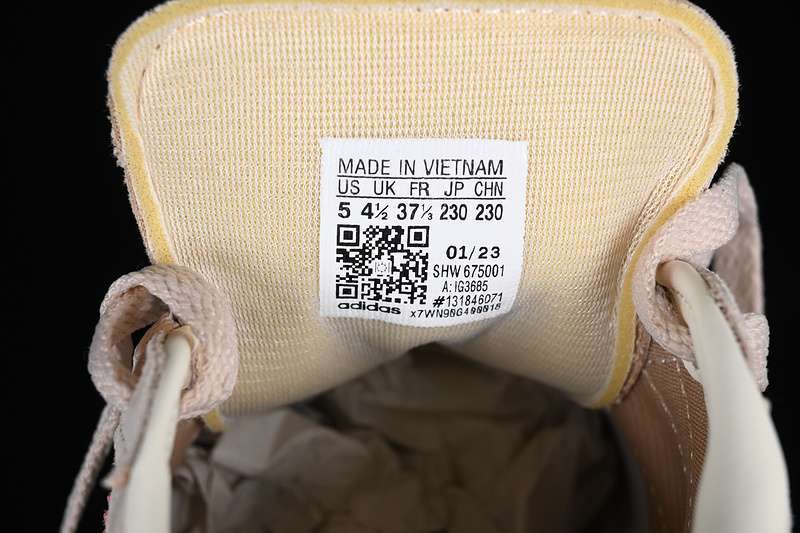 MADE IN VIETNAM
US UK FR JP CHN
5 4½ 37⅓ 230 230
01/23
SHW 675001
A: IG3685
#131846071
adidas x7WN90G400018